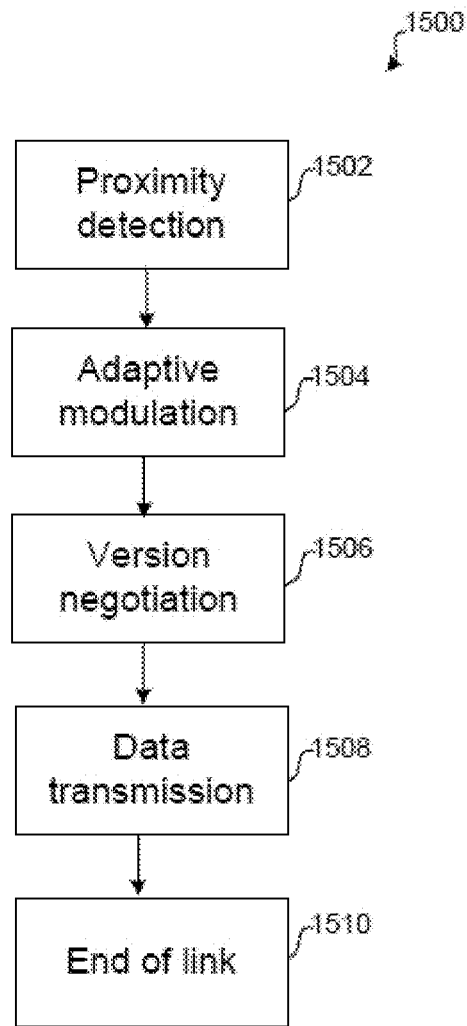 1500
Proximity
detection
1502
Adaptive
modulation
1504
Version
negotiation
1506
Data
transmission
1508
End of link
1510